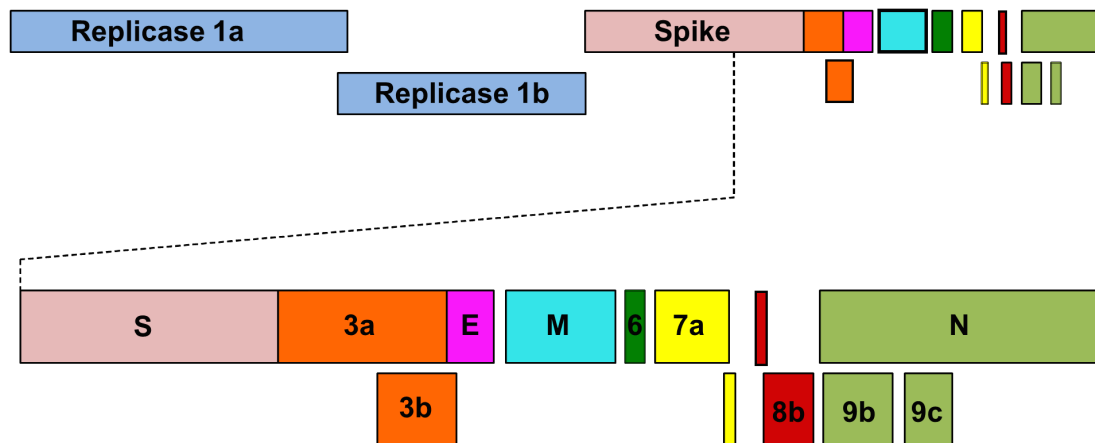 Replicase 1a
Spike
Replicase 1b
S
3a
E
M
6
7a
N
3b
8b
9b
9c